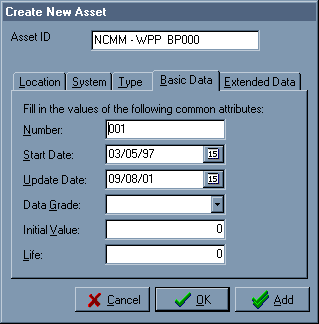 Create New Asset
Asset ID NCMM - WPP BP000
Location System Type Basic Data Extended Data
Fill in the values of the following common attributes:
Number: 001
Start Date: 03/05/97 15
Update Date: 09/08/01 15
Data Grade:
Initial Value: 0
Life: 0
Cancel OK Add